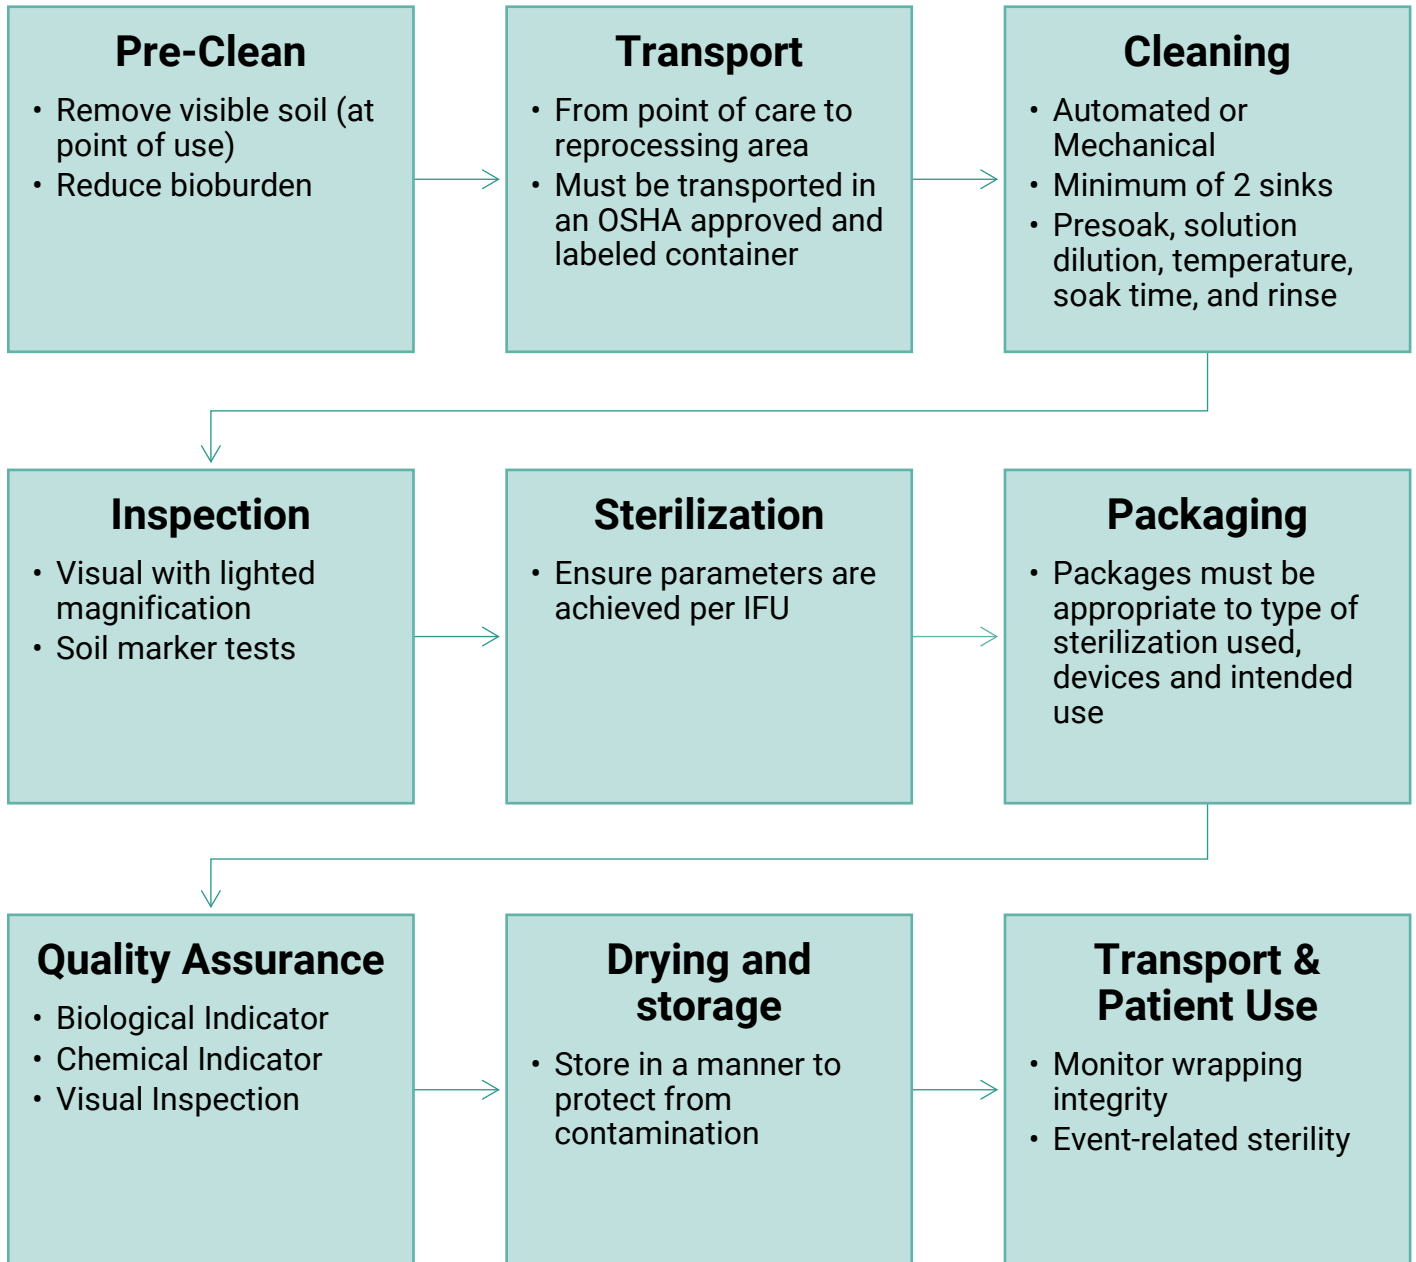 Pre-Clean
• Remove visible soil (at
point of use)
• Reduce bioburden
Transport
• From point of care to
reprocessing area
• Must be transported in
an OSHA approved and
labeled container
Cleaning
• Automated or
Mechanical
• Minimum of 2 sinks
• Presoak, solution
dilution, temperature,
soak time, and rinse
Inspection
• Visual with lighted
magnification
• Soil marker tests
Sterilization
• Ensure parameters are
achieved per IFU
Packaging
• Packages must be
appropriate to type of
sterilization used,
devices and intended
use
Quality Assurance
• Biological Indicator
• Chemical Indicator
• Visual Inspection
Drying and
storage
• Store in a manner to
protect from
contamination
Transport &
Patient Use
• Monitor wrapping
integrity
• Event-related sterility